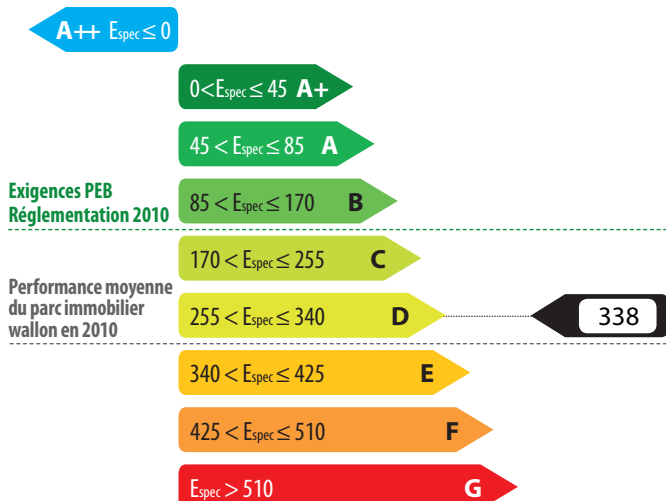 A++ Espec ≤ 0
0 < Espec ≤ 45 A+
45 < Espec ≤ 85 A
Exigences PEB
Réglementation 2010
85 < Espec ≤ 170 B
170 < Espec ≤ 255 C
Performance moyenne
du parc immobilier
wallon en 2010
255 < Espec ≤ 340 D
338
340 < Espec ≤ 425 E
425 < Espec ≤ 510 F
Espec > 510 G